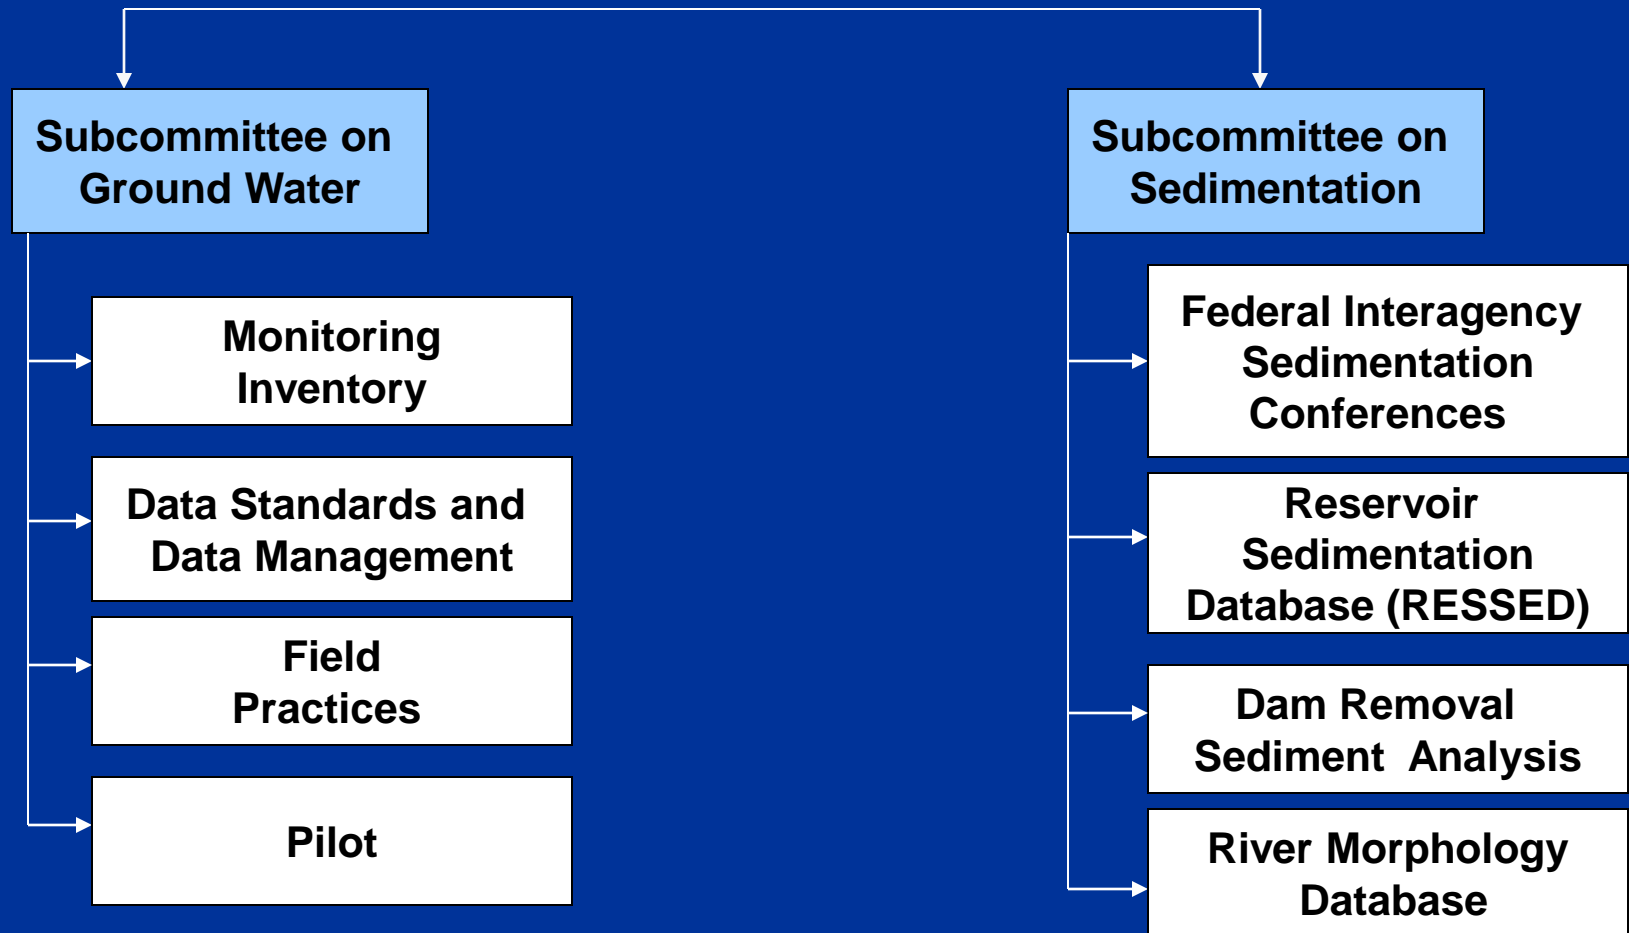 Subcommittee on
Ground Water
Monitoring
Inventory
Data Standards and
Data Management
Field
Practices
Pilot
Subcommittee on
Sedimentation
Federal Interagency
Sedimentation
Conferences
Reservoir
Sedimentation
Database (RESSED)
Dam Removal
Sediment Analysis
River Morphology
Database